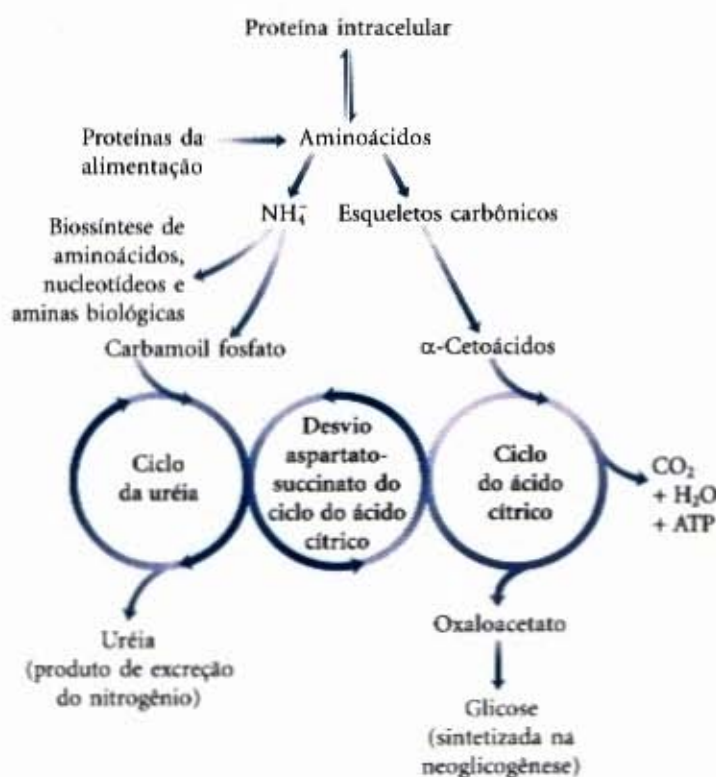 Proteína intracelular
Proteínas da
alimentação
Aminoácidos
NH₄⁻
Esqueletos carbônicos
Biossíntese de
aminoácidos,
nucleotídeos e
aminas biológicas
Carbamoil fosfato
α-Cetoácidos
Ciclo
da uréia
Desvio
aspartato-
succinato do
ciclo do ácido
cítrico
Ciclo
do ácido
cítrico
CO₂
+ H₂O
+ ATP
Uréia
(produto de excreção
do nitrogênio)
Oxaloacetato
Glicose
(sintetizada na
neoglicogênese)